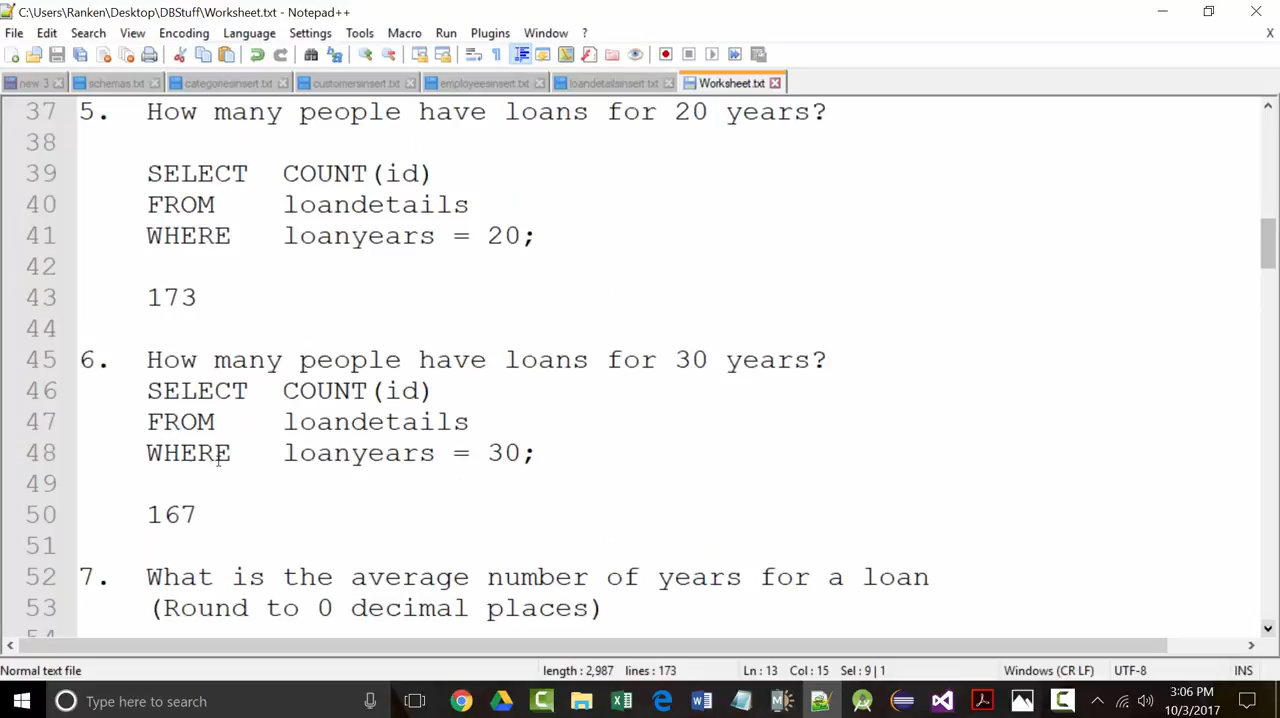 C:\Users\Ranken\Desktop\DBStuff\Worksheet.txt - Notepad++
File Edit Search View Encoding Language Settings Tools Macro Run Plugins Window ? X
new 3 schemas.txt categoriesinsert.txt customersinsert.txt employeesinsert.txt loandetailsinsert.txt Worksheet.txt
37 5. How many people have loans for 20 years?
38
39 SELECT COUNT(id)
40 FROM loandetails
41 WHERE loanyears = 20;
42
43 173
44
45 6. How many people have loans for 30 years?
46 SELECT COUNT(id)
47 FROM loandetails
48 WHERE loanyears = 30;
49
50 167
51
52 7. What is the average number of years for a loan
53 (Round to 0 decimal places)
54
Normal text file length : 2,987 lines : 173 Ln : 13 Col : 15 Sel : 9 | 1 Windows (CR LF) UTF-8 INS
Type here to search
3:06 PM
10/3/2017